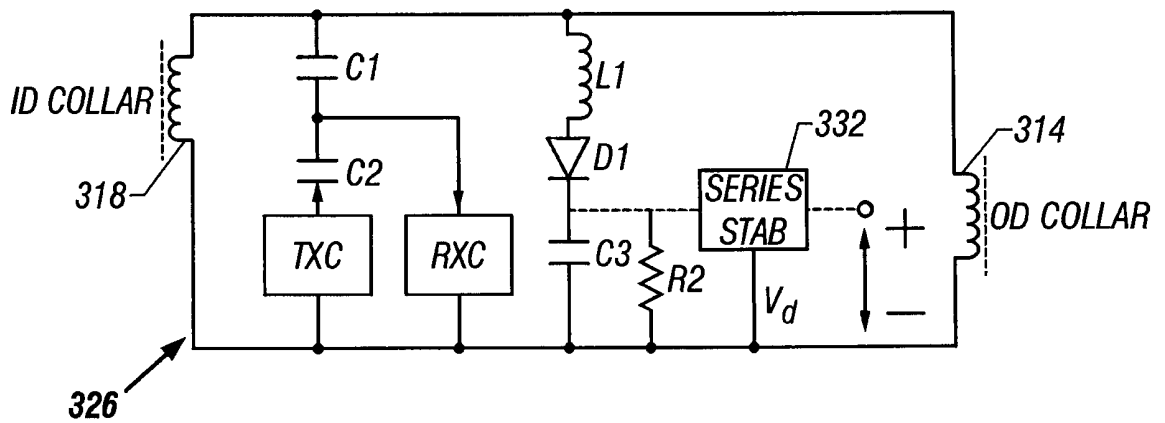 ID COLLAR
318
C1
C2
TXC
RXC
L1
D1
C3
R2
332
SERIES
STAB
V_d
+
—
314
OD COLLAR
326